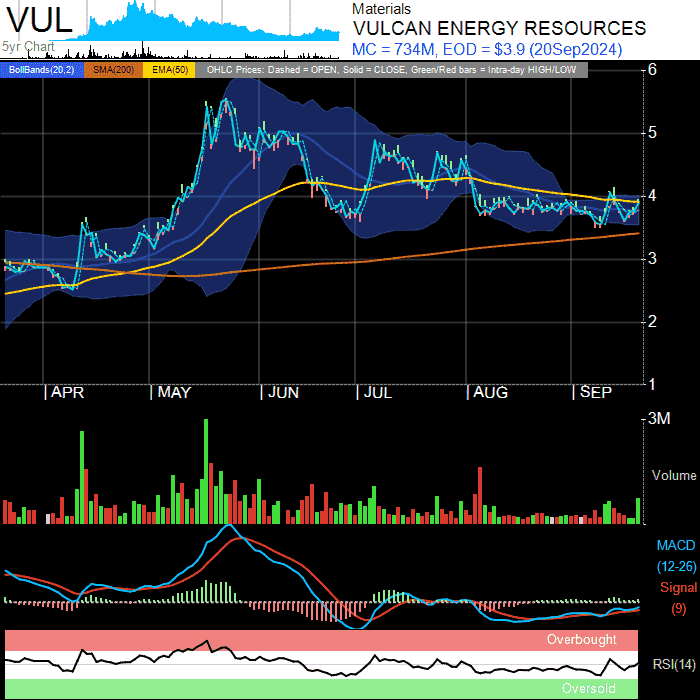 VUL
5yr Chart
Materials
VULCAN ENERGY RESOURCES
MC = 734M, EOD = $3.9 (20Sep2024)
BollBands(20,2) SMA(200) EMA(50) OHLC Prices: Dashed = OPEN, Solid = CLOSE, Green/Red bars = Intra-day HIGH/LOW
6
5
4
3
2
1
| APR | MAY | JUN | JUL | AUG | SEP
3M
Volume
MACD
(12-26)
Signal
(9)
Overbought
RSI(14)
Oversold